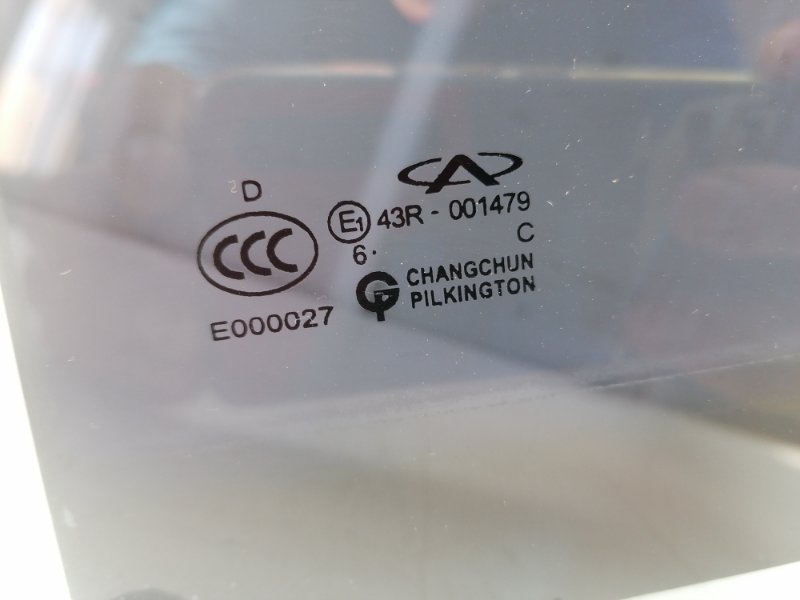 D
E1 43R - 001479
CCC
6.
C
CHANGCHUN
PILKINGTON
E000027